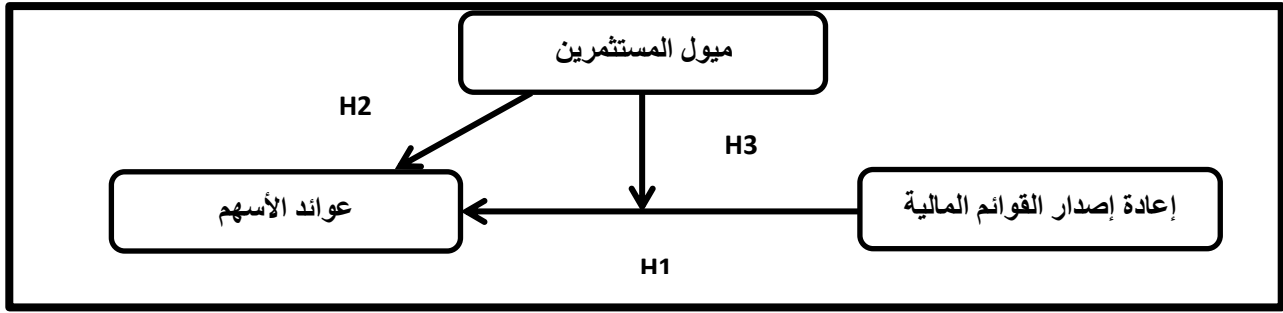 ميول المستثمرين
H2
H3
إعادة إصدار القوائم المالية
عوائد الأسهم
H1